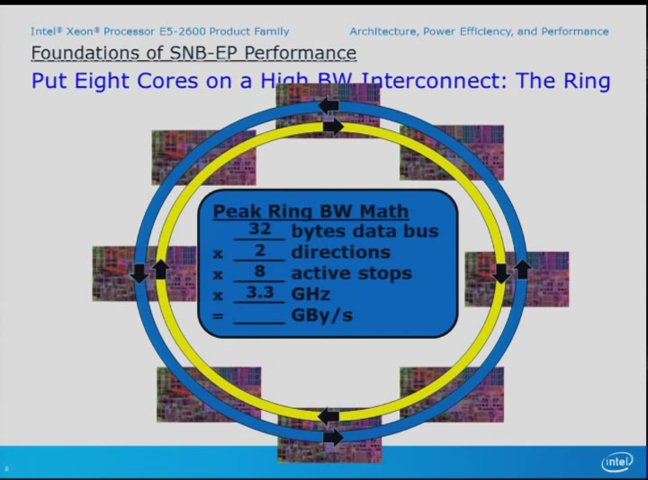 Intel® Xeon® Processor E5-2600 Product Family
Architecture, Power Efficiency, and Performance
Foundations of SNB-EP Performance
Put Eight Cores on a High BW Interconnect: The Ring
Peak Ring BW Math
32 bytes data bus
x 2 directions
x 8 active stops
x 3.3 GHz
= ______ GBy/s
intel